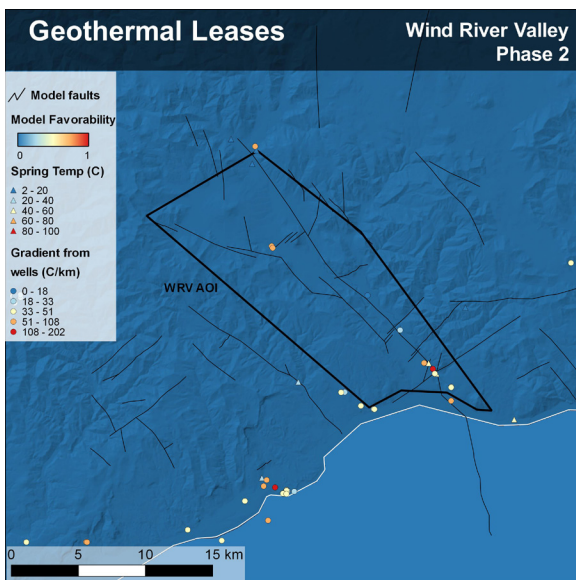 Geothermal Leases
Wind River Valley
Phase 2
Model faults
Model Favorability
0 1
Spring Temp (C)
2 - 20
20 - 40
40 - 60
60 - 80
80 - 100
Gradient from
wells (C/km)
0 - 18
18 - 33
33 - 51
51 - 108
108 - 202
WRV AOI
0 5 10 15 km